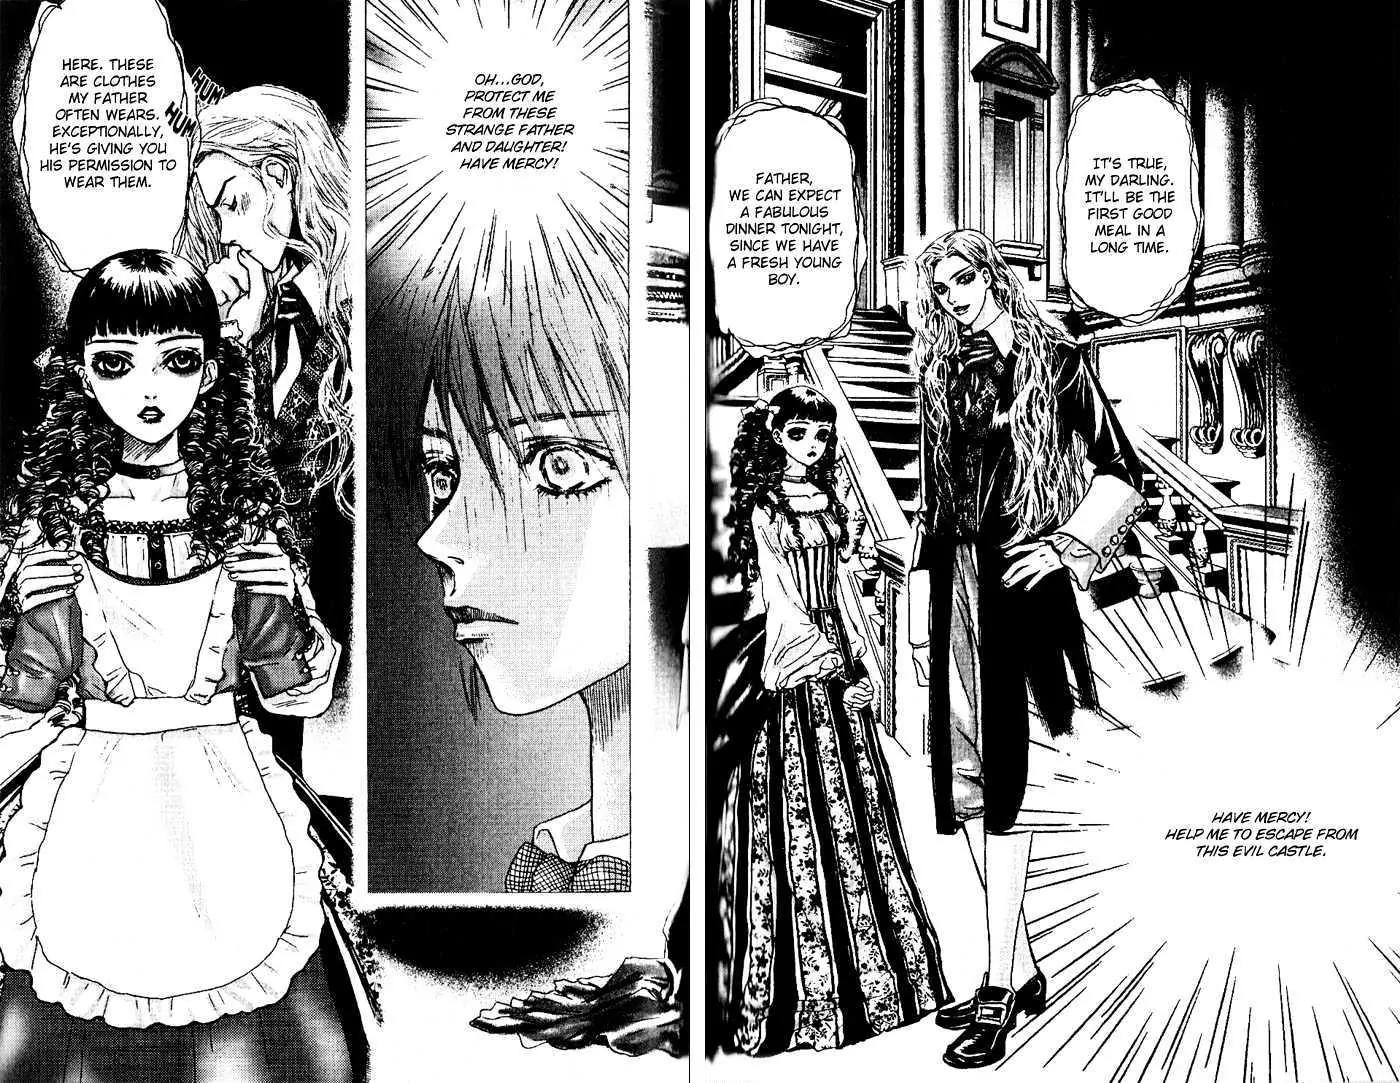 IT'S TRUE,
MY DARLING.
IT'LL BE THE
FIRST GOOD
MEAL IN A
LONG TIME.
FATHER,
WE CAN EXPECT
A FABULOUS
DINNER TONIGHT,
SINCE WE HAVE
A FRESH YOUNG
BOY.
HAVE MERCY!
HELP ME TO ESCAPE FROM
THIS EVIL CASTLE.
OH...GOD,
PROTECT ME
FROM THESE
STRANGE FATHER
AND DAUGHTER!
HAVE MERCY!
HUM
HUM
HERE. THESE
ARE CLOTHES
MY FATHER
OFTEN WEARS.
EXCEPTIONALLY,
HE'S GIVING YOU
HIS PERMISSION TO
WEAR THEM.